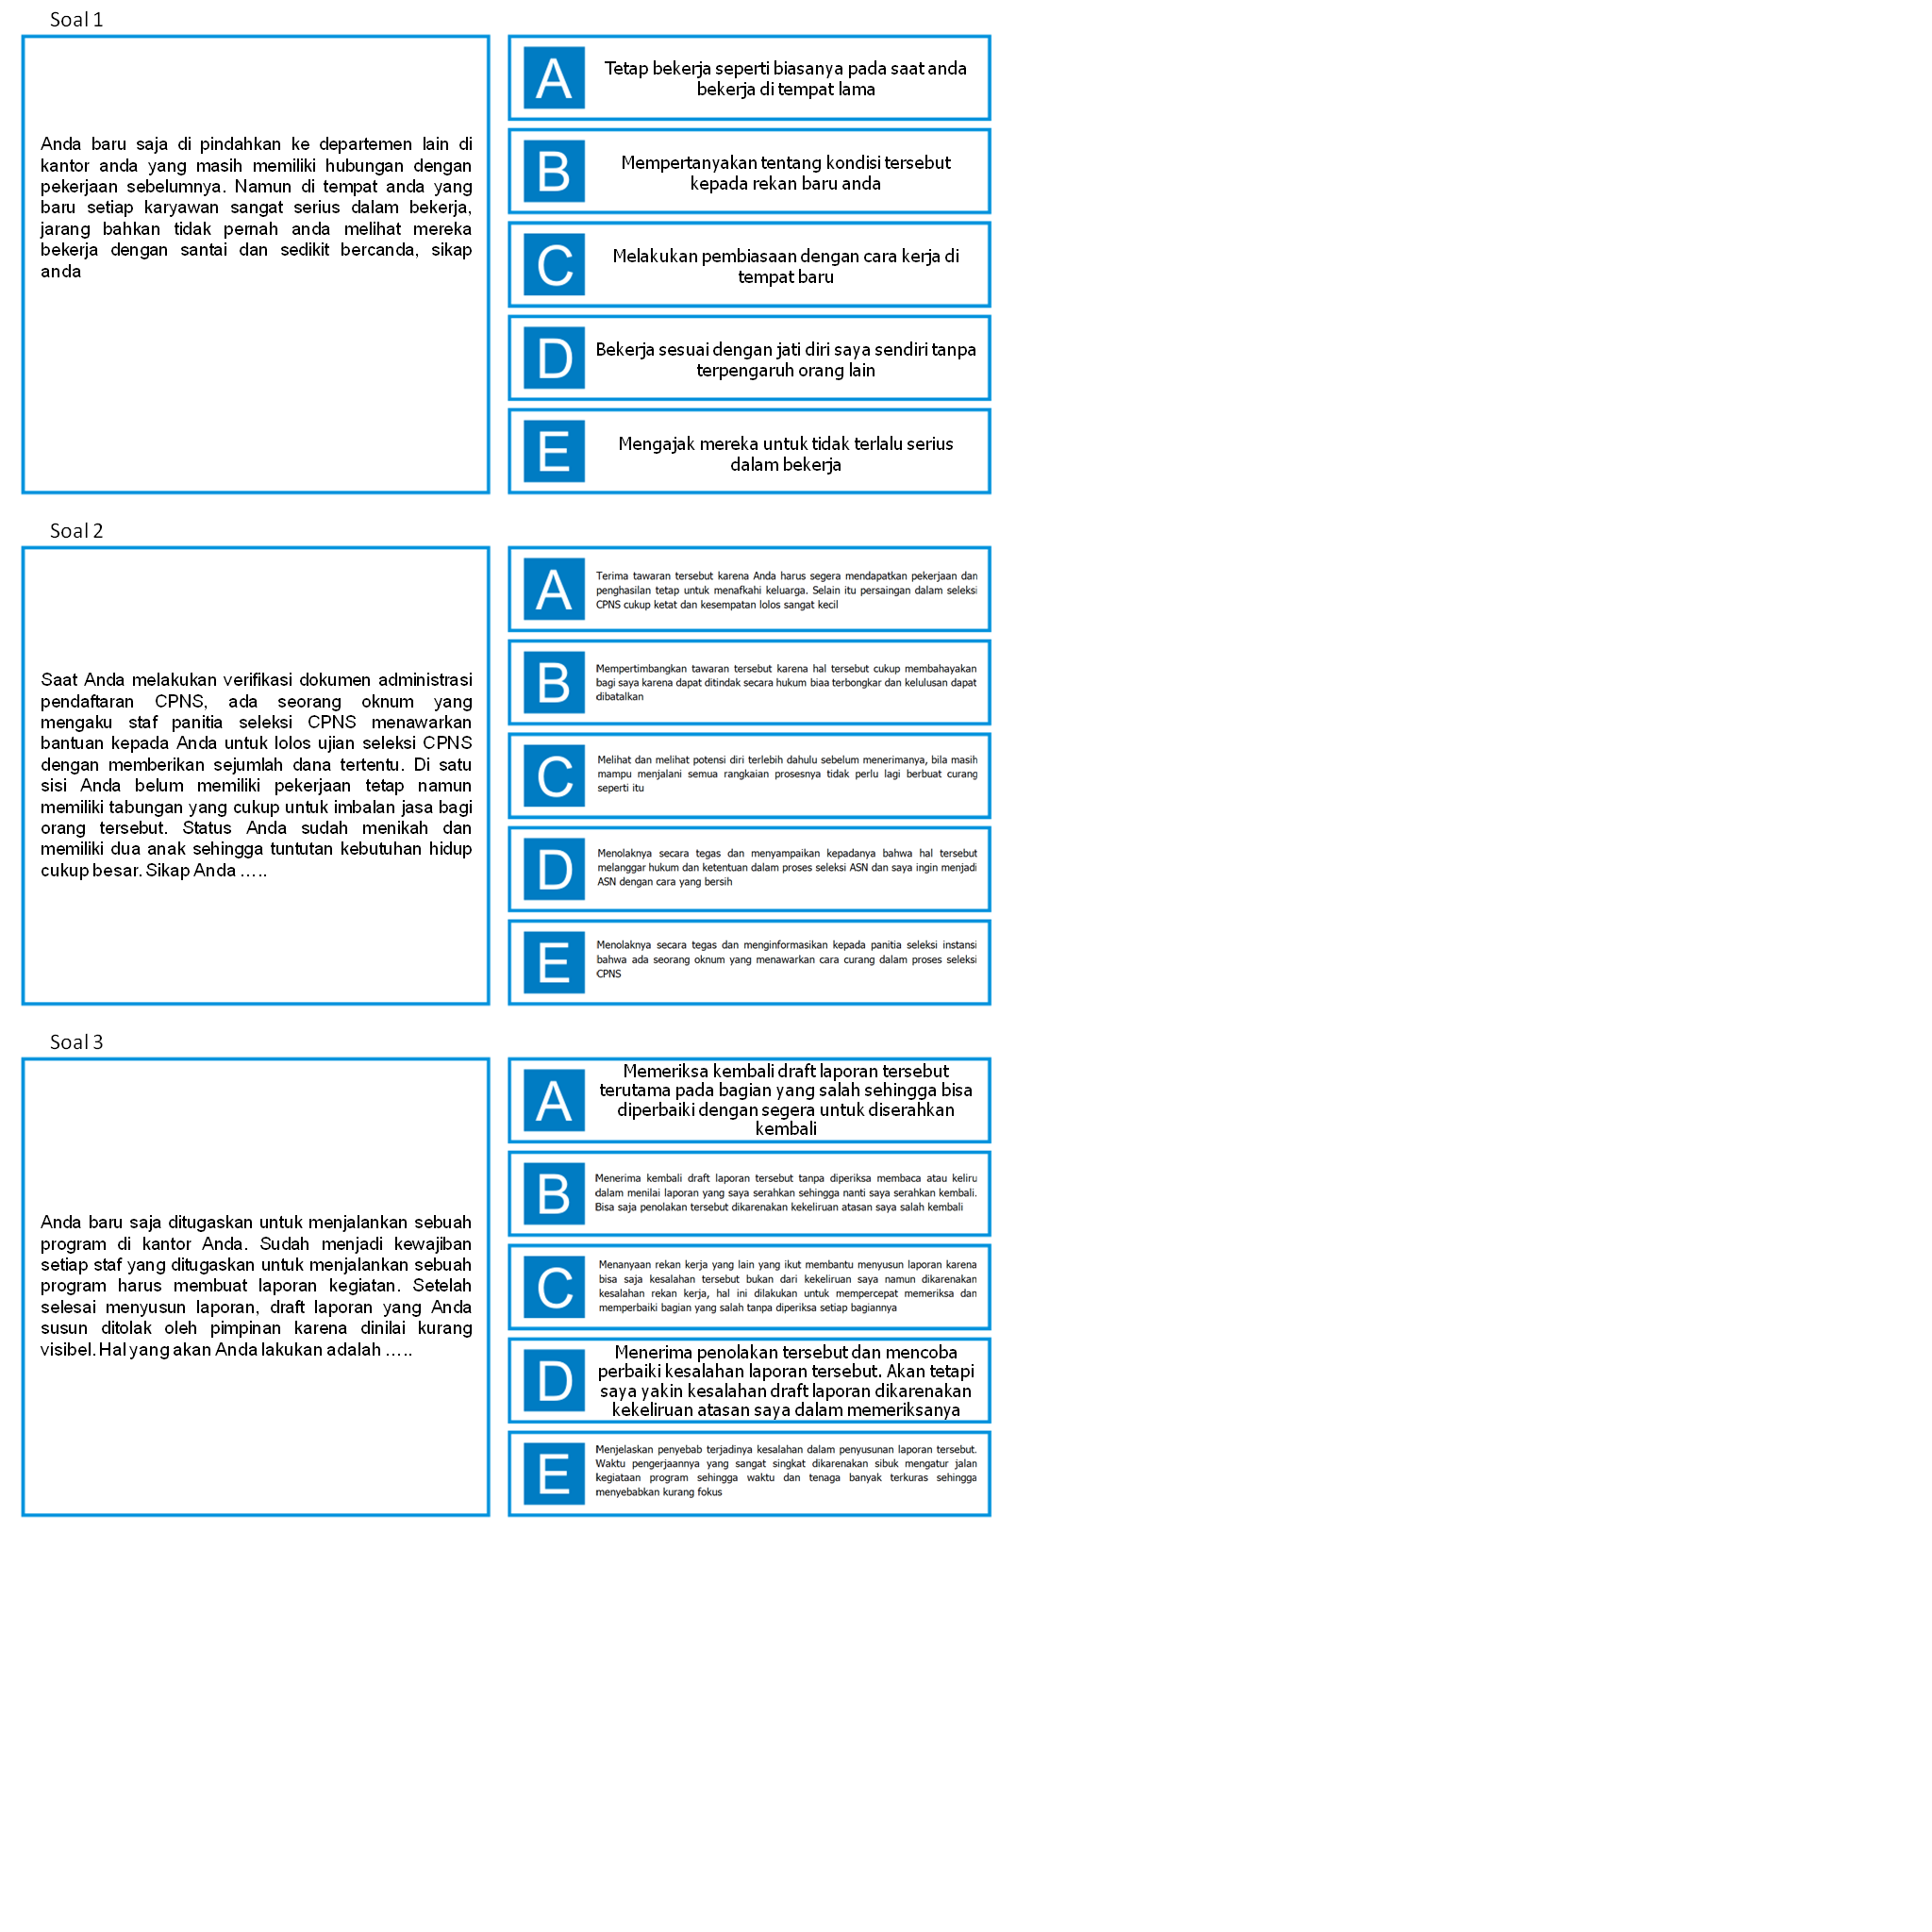 Soal 1
Anda baru saja di pindahkan ke departemen lain di
kantor anda yang masih memiliki hubungan dengan
pekerjaan sebelumnya. Namun di tempat anda yang
baru setiap karyawan sangat serius dalam bekerja,
jarang bahkan tidak pernah anda melihat mereka
bekerja dengan santai dan sedikit bercanda, sikap
anda
A
Tetap bekerja seperti biasanya pada saat anda
bekerja di tempat lama
B
Mempertanyakan tentang kondisi tersebut
kepada rekan baru anda
C
Melakukan pembiasaan dengan cara kerja di
tempat baru
D
Bekerja sesuai dengan jati diri saya sendiri tanpa
terpengaruh orang lain
E
Mengajak mereka untuk tidak terlalu serius
dalam bekerja
Soal 2
Saat Anda melakukan verifikasi dokumen administrasi
pendaftaran CPNS, ada seorang oknum yang
mengaku staf panitia seleksi CPNS menawarkan
bantuan kepada Anda untuk lolos ujian seleksi CPNS
dengan memberikan sejumlah dana tertentu. Di satu
sisi Anda belum memiliki pekerjaan tetap namun
memiliki tabungan yang cukup untuk imbalan jasa bagi
orang tersebut. Status Anda sudah menikah dan
memiliki dua anak sehingga tuntutan kebutuhan hidup
cukup besar. Sikap Anda …..
A
Terima tawaran tersebut karena Anda harus segera mendapatkan pekerjaan dan
penghasilan tetap untuk menafkahi keluarga. Selain itu persaingan dalam seleksi
CPNS cukup ketat dan kesempatan lolos sangat kecil
B
Mempertimbangkan tawaran tersebut karena hal tersebut cukup membahayakan
bagi saya karena dapat ditindak secara hukum biaa terbongkar dan kelulusan dapat
dibatalkan
C
Melihat dan melihat potensi diri terlebih dahulu sebelum menerimanya, bila masih
mampu menjalani semua rangkaian prosesnya tidak perlu lagi berbuat curang
seperti itu
D
Menolaknya secara tegas dan menyampaikan kepadanya bahwa hal tersebut
melanggar hukum dan ketentuan dalam proses seleksi ASN dan saya ingin menjadi
ASN dengan cara yang bersih
E
Menolaknya secara tegas dan menginformasikan kepada panitia seleksi instansi
bahwa ada seorang oknum yang menawarkan cara curang dalam proses seleksi
CPNS
Soal 3
Anda baru saja ditugaskan untuk menjalankan sebuah
program di kantor Anda. Sudah menjadi kewajiban
setiap staf yang ditugaskan untuk menjalankan sebuah
program harus membuat laporan kegiatan. Setelah
selesai menyusun laporan, draft laporan yang Anda
susun ditolak oleh pimpinan karena dinilai kurang
visibel. Hal yang akan Anda lakukan adalah …..
A
Memeriksa kembali draft laporan tersebut
terutama pada bagian yang salah sehingga bisa
diperbaiki dengan segera untuk diserahkan
kembali
B
Menerima kembali draft laporan tersebut tanpa diperiksa membaca atau keliru
dalam menilai laporan yang saya serahkan sehingga nanti saya serahkan kembali.
Bisa saja penolakan tersebut dikarenakan kekeliruan atasan saya salah kembali
C
Menanyaan rekan kerja yang lain yang ikut membantu menyusun laporan karena
bisa saja kesalahan tersebut bukan dari kekeliruan saya namun dikarenakan
kesalahan rekan kerja, hal ini dilakukan untuk mempercepat memeriksa dan
memperbaiki bagian yang salah tanpa diperiksa setiap bagiannya
D
Menerima penolakan tersebut dan mencoba
perbaiki kesalahan laporan tersebut. Akan tetapi
saya yakin kesalahan draft laporan dikarenakan
kekeliruan atasan saya dalam memeriksanya
E
Menjelaskan penyebab terjadinya kesalahan dalam penyusunan laporan tersebut.
Waktu pengerjaannya yang sangat singkat dikarenakan sibuk mengatur jalan
kegiataan program sehingga waktu dan tenaga banyak terkuras sehingga
menyebabkan kurang fokus